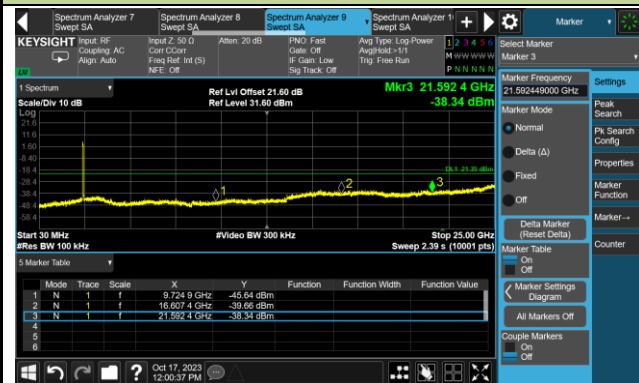 Spectrum Analyzer 7
Swept SA
Spectrum Analyzer 8
Swept SA
Spectrum Analyzer 9
Swept SA
Spectrum Analyzer 1
Swept SA
Marker
KEYSIGHT
Input: RF
Coupling: AC
Align: Auto
Input Z: 50 Ω
Corr CCorr
Freq Ref: Int (S)
NFE: Off
Atten: 20 dB
PNO: Fast
Gate: Off
IF Gain: Low
Sig Track: Off
Avg Type: Log-Power
Avg|Hold:>1/1
Trig: Free Run
1 2 3 4 5 6
M W W W W W
P N N N N N
Select Marker
Marker 3
1 Spectrum
Scale/Div 10 dB
Ref Lvl Offset 21.60 dB
Ref Level 31.60 dBm
Mkr3 21.592 4 GHz
-38.34 dBm
Log
21.6
11.6
1.60
-8.40
-18.4
-28.4
-38.4
-48.4
-58.4
DL1 -21.35 dBm
1
2
3
Start 30 MHz
#Res BW 100 kHz
#Video BW 300 kHz
Stop 25.00 GHz
Sweep 2.39 s (10001 pts)
5 Marker Table
Mode Trace Scale X Y Function Function Width Function Value
1 N 1 f 9.724 9 GHz -45.64 dBm
2 N 1 f 16.607 4 GHz -39.66 dBm
3 N 1 f 21.592 4 GHz -38.34 dBm
4
5
6
Marker Frequency
21.592449000 GHz
Marker Mode
Normal
Delta (Δ)
Fixed
Off
Delta Marker
(Reset Delta)
Marker Table
On
Off
Marker Settings
Diagram
All Markers Off
Couple Markers
On
Off
Settings
Peak
Search
Pk Search
Config
Properties
Marker
Function
Marker→
Counter
Oct 17, 2023
12:00:37 PM